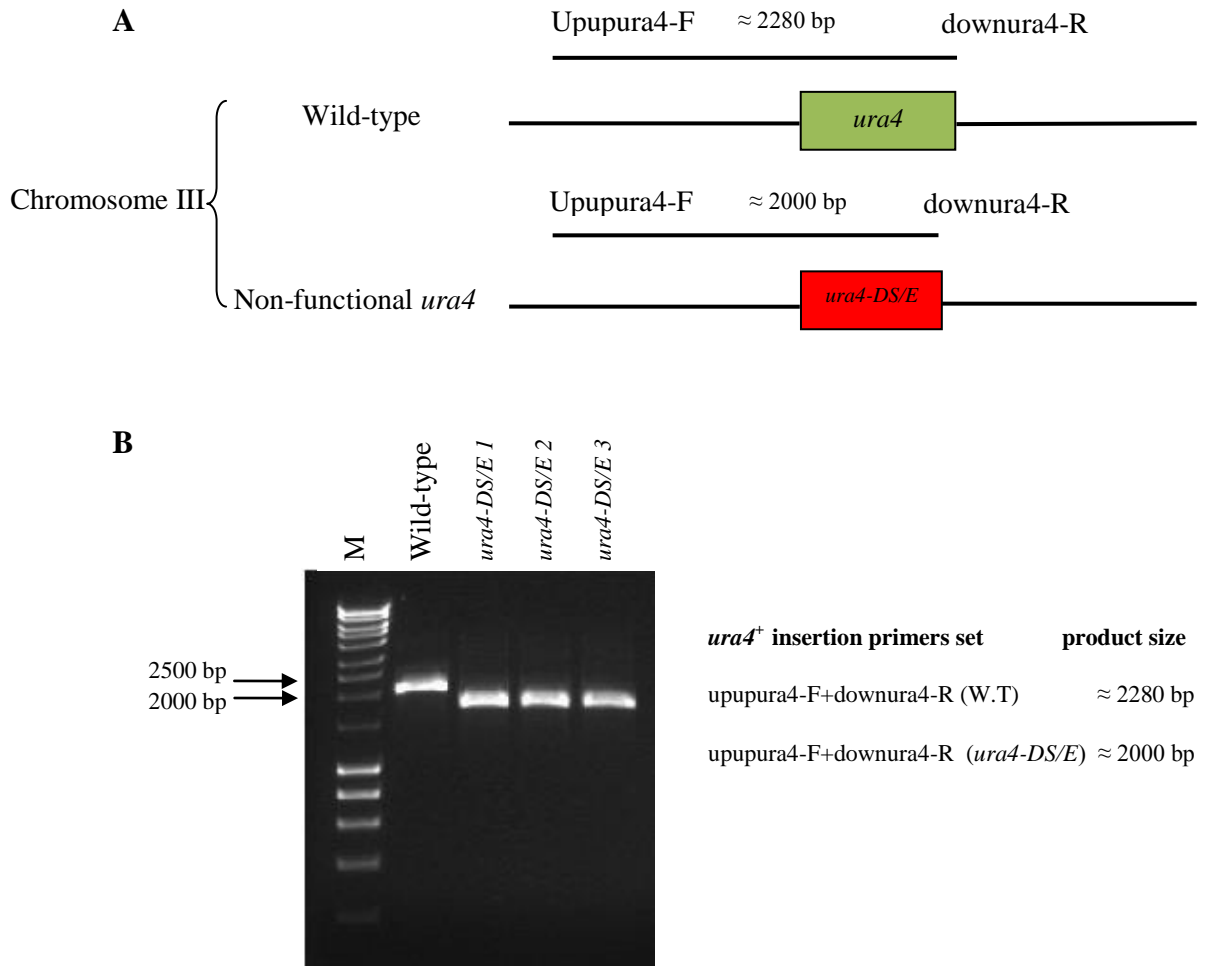 A
Upupura4-F ≈ 2280 bp downura4-R
Wild-type
ura4
Chromosome III
Upupura4-F ≈ 2000 bp downura4-R
Non-functional ura4
ura4-DS/E
B
M
Wild-type
ura4-DS/E 1
ura4-DS/E 2
ura4-DS/E 3
2500 bp
2000 bp
ura4+ insertion primers set product size
upupura4-F+downura4-R (W.T) ≈ 2280 bp
upupura4-F+downura4-R (ura4-DS/E) ≈ 2000 bp